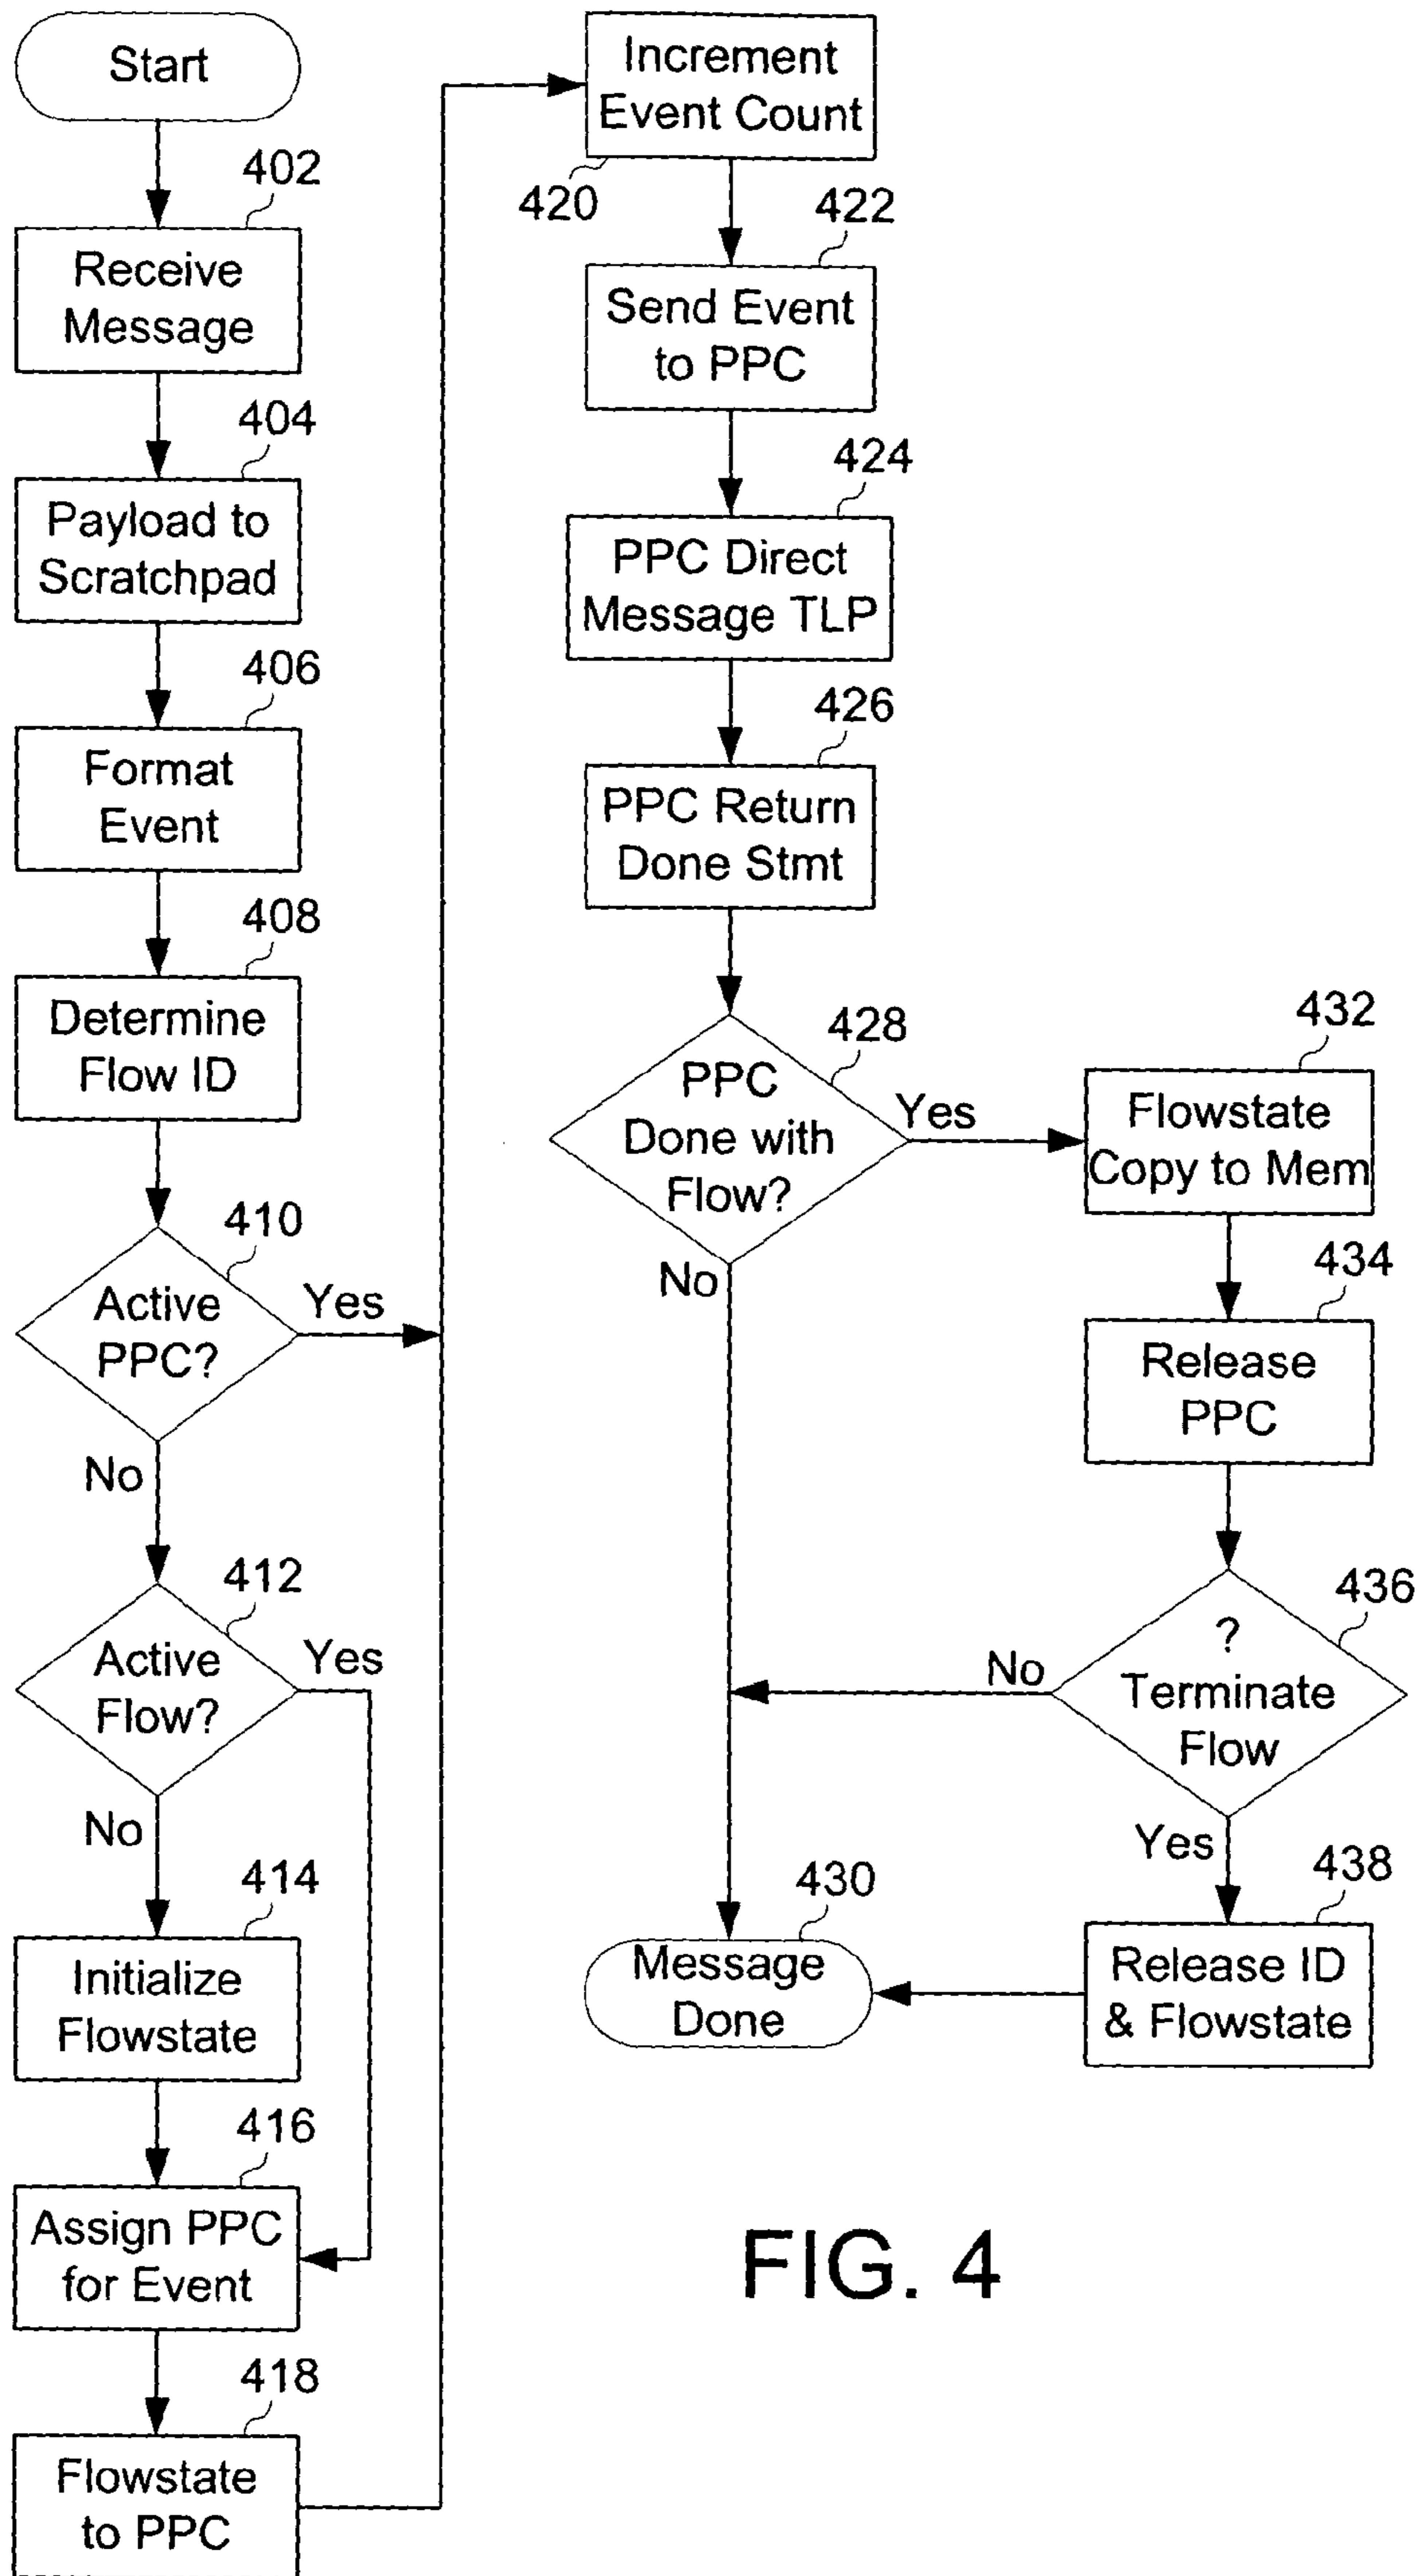 Start
402
Receive
Message
404
Payload to
Scratchpad
406
Format
Event
408
Determine
Flow ID
410
Active
PPC?
Yes
No
412
Active
Flow?
Yes
No
414
Initialize
Flowstate
416
Assign PPC
for Event
418
Flowstate
to PPC
Increment
Event Count
420
422
Send Event
to PPC
424
PPC Direct
Message TLP
426
PPC Return
Done Stmt
428
PPC
Done with
Flow?
Yes
No
432
Flowstate
Copy to Mem
434
Release
PPC
436
?
Terminate
Flow
No
Yes
438
Release ID
& Flowstate
430
Message
Done
FIG. 4